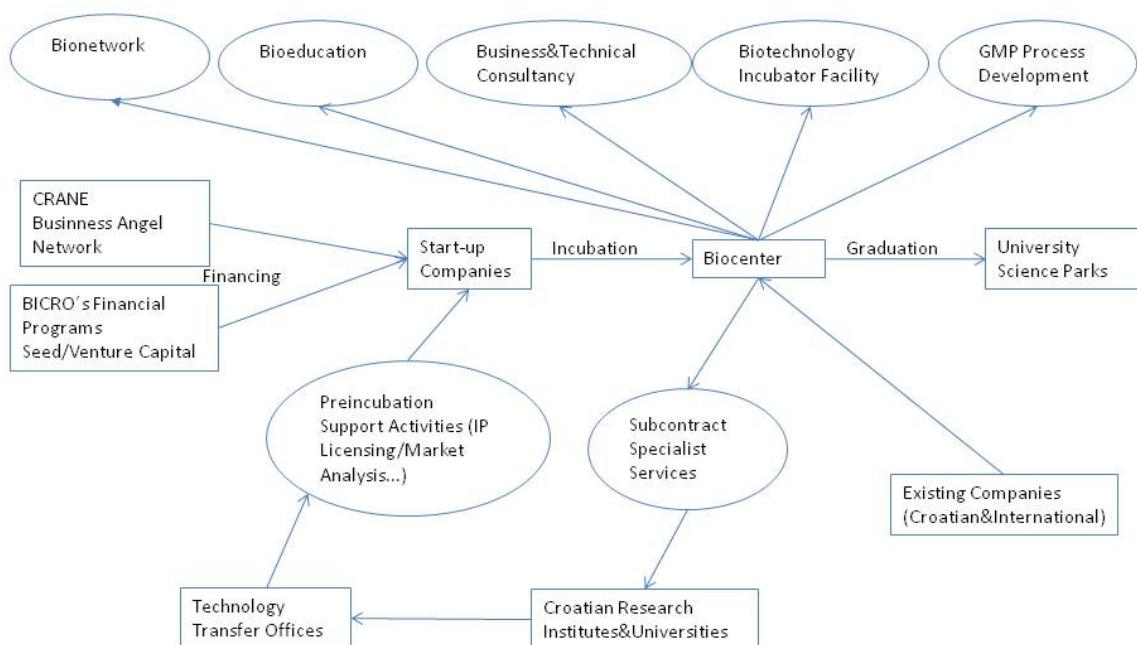 Bionetwork
Bioeducation
Business&Technical
Consultancy
Biotechnology
Incubator Facility
GMP Process
Development
CRANE
Businness Angel
Network
Financing
BICRO´s Financial
Programs
Seed/Venture Capital
Start-up
Companies
Incubation
Biocenter
Graduation
University
Science Parks
Preincubation
Support Activities (IP
Licensing/Market
Analysis...)
Subcontract
Specialist
Services
Existing Companies
(Croatian&International)
Technology
Transfer Offices
Croatian Research
Institutes&Universities